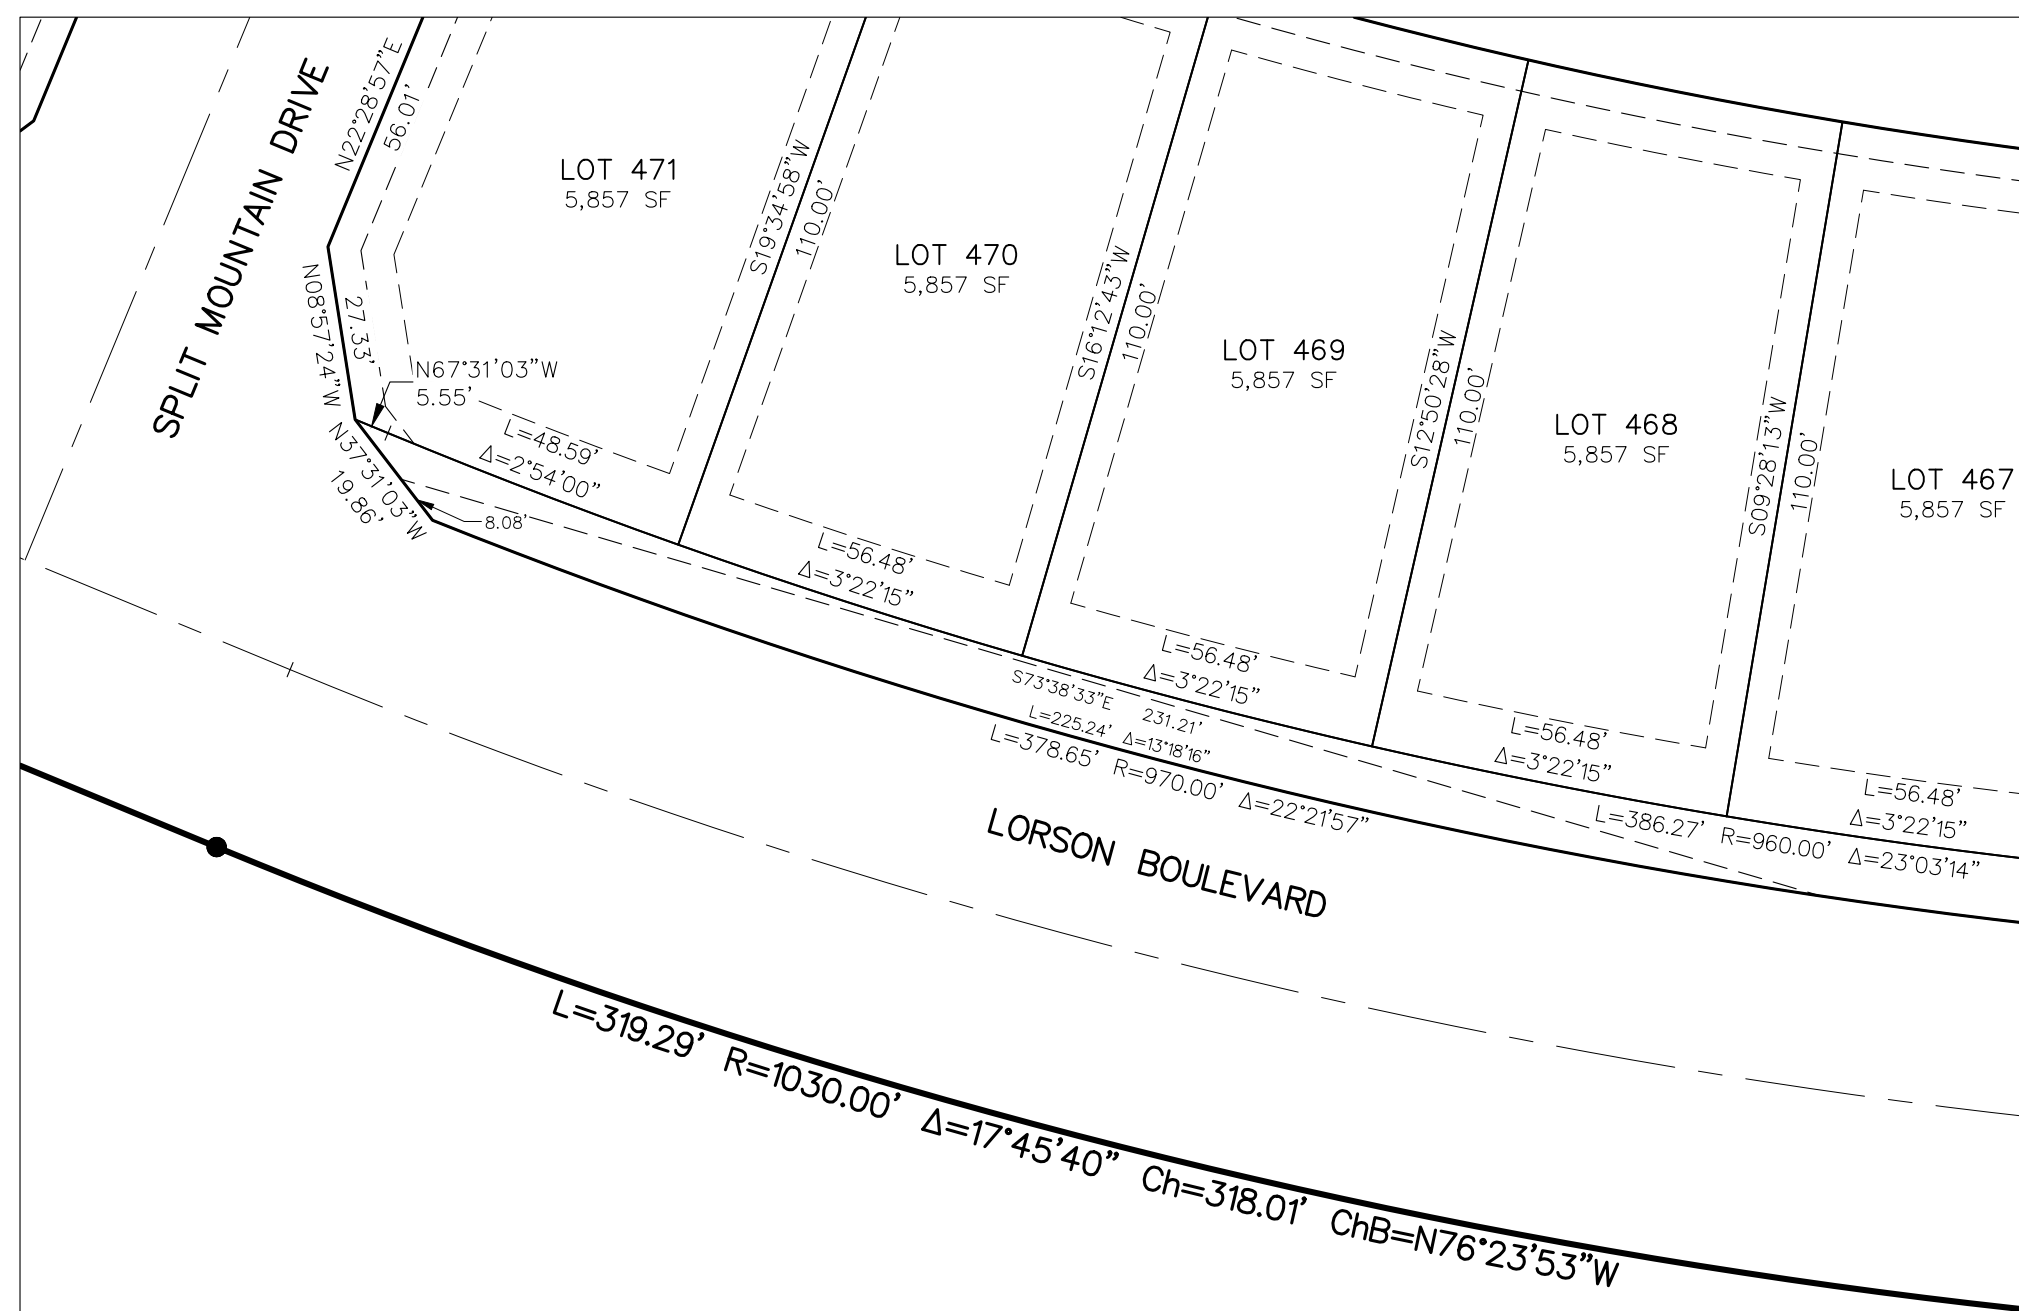 SPLIT MOUNTAIN DRIVE
N22°28'57"E
56.01'
N08°57'24"W
27.33'
N67°31'03"W
5.55'
N37°31'03"W
19.86'
8.08'
LOT 471
5,857 SF
L=48.59'
Δ=2°54'00"
S19°34'58"W
110.00'
LOT 470
5,857 SF
L=56.48'
Δ=3°22'15"
S16°12'43"W
110.00'
LOT 469
5,857 SF
L=56.48'
Δ=3°22'15"
S12°50'28"W
110.00'
LOT 468
5,857 SF
L=56.48'
Δ=3°22'15"
S09°28'13"W
110.00'
LOT 467
5,857 SF
L=56.48'
Δ=3°22'15"
S73°38'33"E 231.21'
L=225.24' Δ=13°18'16"
L=378.65' R=970.00' Δ=22°21'57"
L=386.27' R=960.00' Δ=23°03'14"
LORSON BOULEVARD
L=319.29' R=1030.00' Δ=17°45'40" Ch=318.01' ChB=N76°23'53"W